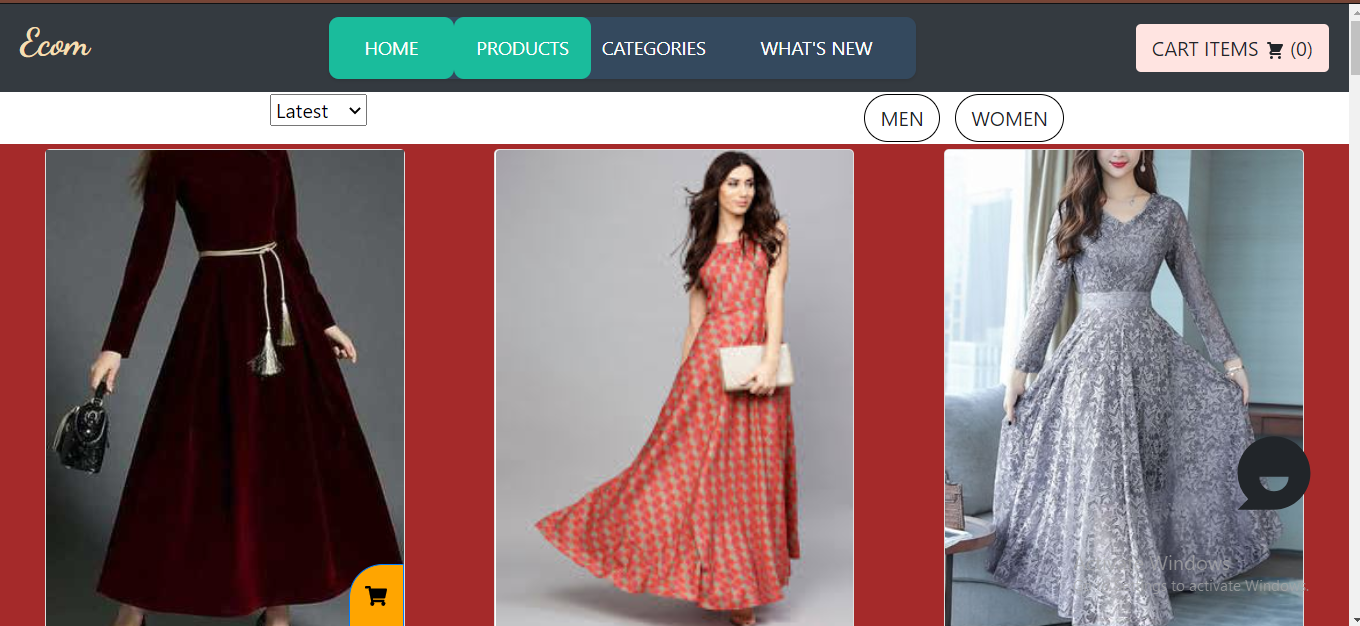 Ecom
HOME
PRODUCTS
CATEGORIES
WHAT'S NEW
CART ITEMS (0)
Latest
MEN
WOMEN
Windows
to activate Windows.